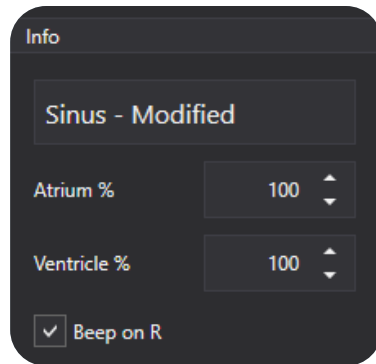 Info
Sinus - Modified
Atrium % 100
Ventricle % 100
Beep on R